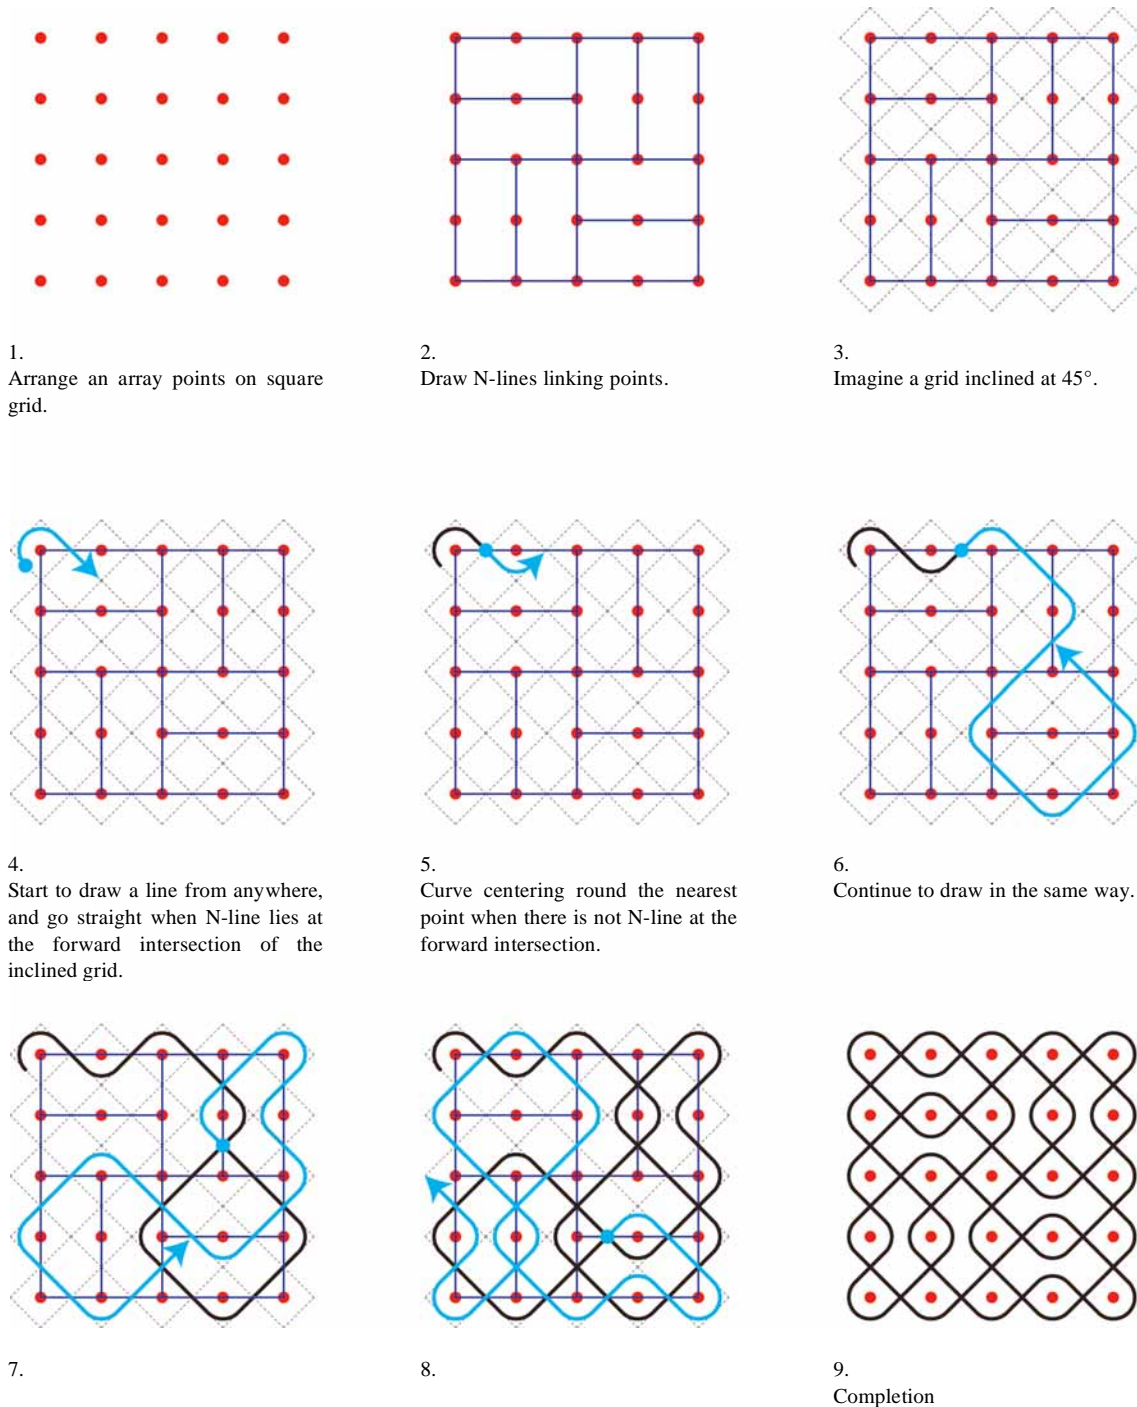 1.
Arrange an array points on square
grid.
2.
Draw N-lines linking points.
3.
Imagine a grid inclined at 45°.
4.
Start to draw a line from anywhere,
and go straight when N-line lies at
the forward intersection of the
inclined grid.
5.
Curve centering round the nearest
point when there is not N-line at the
forward intersection.
6.
Continue to draw in the same way.
7.
8.
9.
Completion